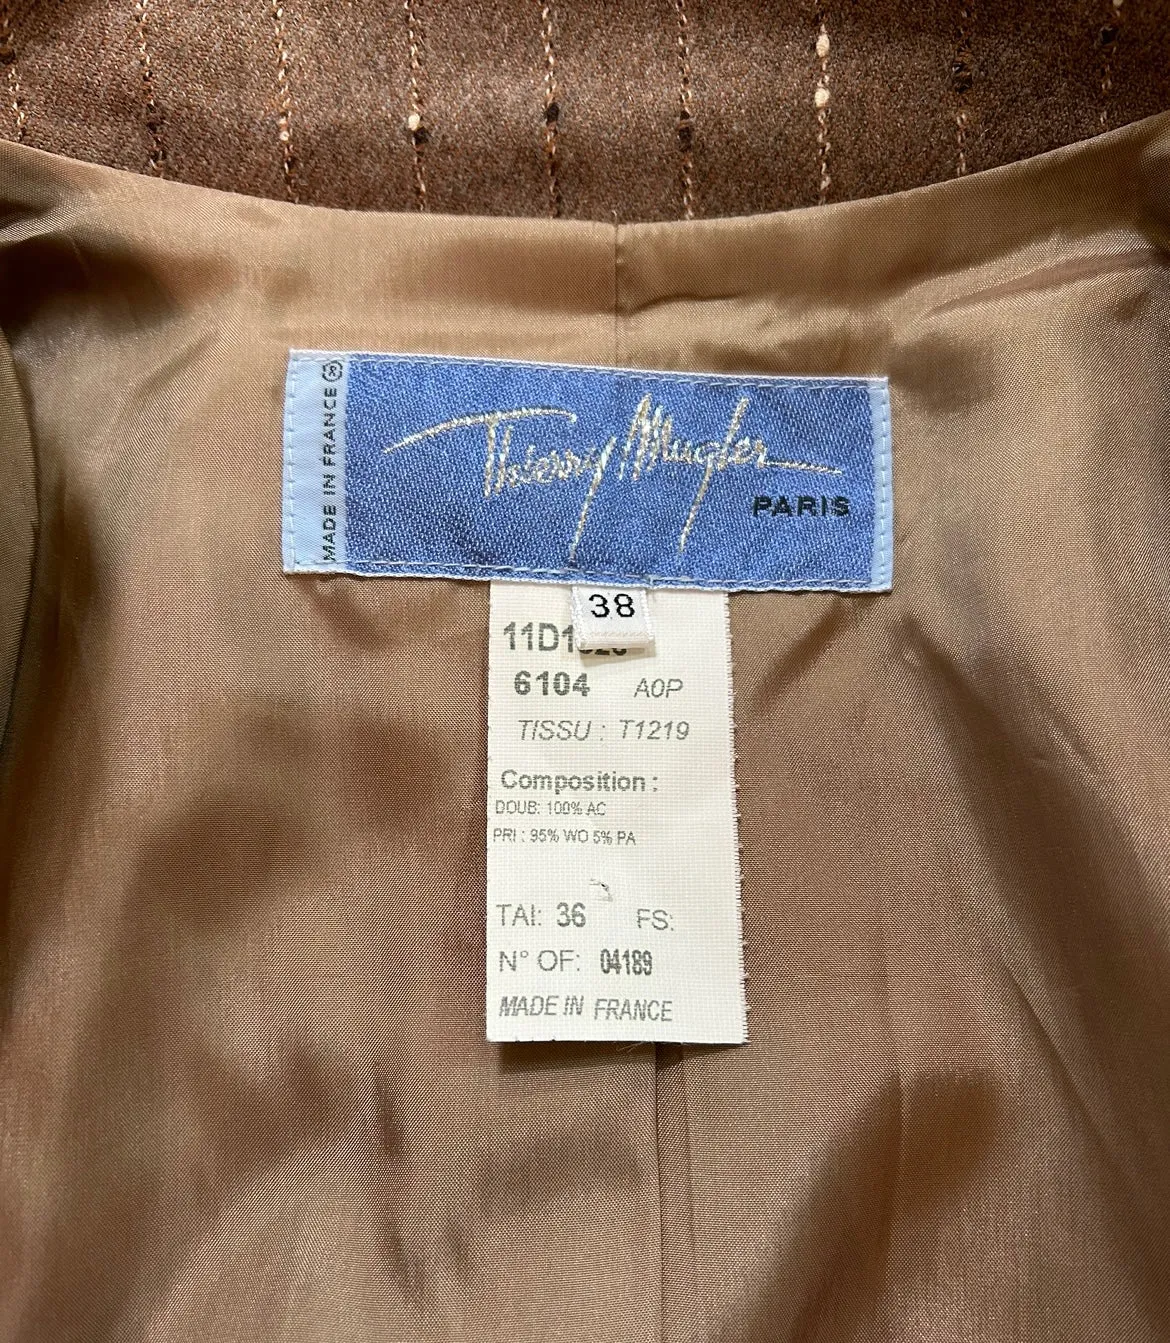 MADE IN FRANCE ®
Thierry Mugler
PARIS
38
11D1
6104 A0P
TISSU : T1219
Composition :
DOUB: 100% AC
PRI : 95% WO 5% PA
TAI: 36 FS:
N° OF: 04189
MADE IN FRANCE